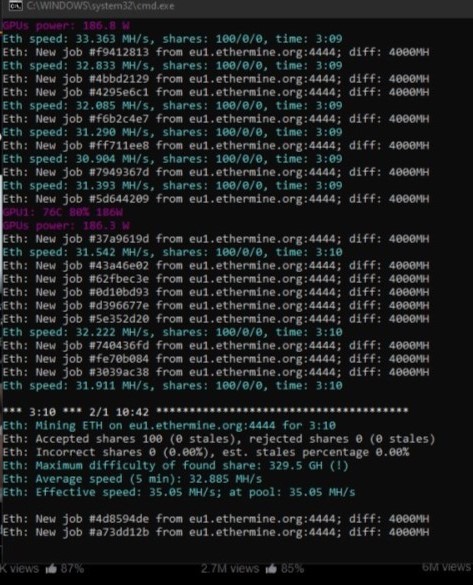 C:\WINDOWS\system32\cmd.exe
GPUs power: 186.8 W
Eth speed: 33.363 MH/s, shares: 100/0/0, time: 3:09
Eth: New job #f9412813 from eu1.ethermine.org:4444; diff: 4000MH
Eth speed: 32.833 MH/s, shares: 100/0/0, time: 3:09
Eth: New job #4bbd2129 from eu1.ethermine.org:4444; diff: 4000MH
Eth: New job #4295e6c1 from eu1.ethermine.org:4444; diff: 4000MH
Eth speed: 32.085 MH/s, shares: 100/0/0, time: 3:09
Eth: New job #f6b2c4e7 from eu1.ethermine.org:4444; diff: 4000MH
Eth speed: 31.290 MH/s, shares: 100/0/0, time: 3:09
Eth: New job #ff711ee8 from eu1.ethermine.org:4444; diff: 4000MH
Eth speed: 30.904 MH/s, shares: 100/0/0, time: 3:09
Eth: New job #7949367d from eu1.ethermine.org:4444; diff: 4000MH
Eth speed: 31.393 MH/s, shares: 100/0/0, time: 3:09
Eth: New job #5d644209 from eu1.ethermine.org:4444; diff: 4000MH
GPU1: 76C 80% 186W
GPUs power: 186.3 W
Eth: New job #37a9619d from eu1.ethermine.org:4444; diff: 4000MH
Eth speed: 31.542 MH/s, shares: 100/0/0, time: 3:10
Eth: New job #43a46e02 from eu1.ethermine.org:4444; diff: 4000MH
Eth: New job #62fbec3e from eu1.ethermine.org:4444; diff: 4000MH
Eth: New job #0d10bd93 from eu1.ethermine.org:4444; diff: 4000MH
Eth: New job #d396677e from eu1.ethermine.org:4444; diff: 4000MH
Eth: New job #5e352d20 from eu1.ethermine.org:4444; diff: 4000MH
Eth speed: 32.222 MH/s, shares: 100/0/0, time: 3:10
Eth: New job #740436fd from eu1.ethermine.org:4444; diff: 4000MH
Eth: New job #fe70b084 from eu1.ethermine.org:4444; diff: 4000MH
Eth: New job #3039ac38 from eu1.ethermine.org:4444; diff: 4000MH
Eth speed: 31.911 MH/s, shares: 100/0/0, time: 3:10
*** 3:10 *** 2/1 10:42 **************************************
Eth: Mining ETH on eu1.ethermine.org:4444 for 3:10
Eth: Accepted shares 100 (0 stales), rejected shares 0 (0 stales)
Eth: Incorrect shares 0 (0.00%), est. stales percentage 0.00%
Eth: Maximum difficulty of found share: 329.5 GH (!)
Eth: Average speed (5 min): 32.885 MH/s
Eth: Effective speed: 35.05 MH/s; at pool: 35.05 MH/s
Eth: New job #4d8594de from eu1.ethermine.org:4444; diff: 4000MH
Eth: New job #a73dd12b from eu1.ethermine.org:4444; diff: 4000MH
K views 87% 2.7M views 85% 6M views